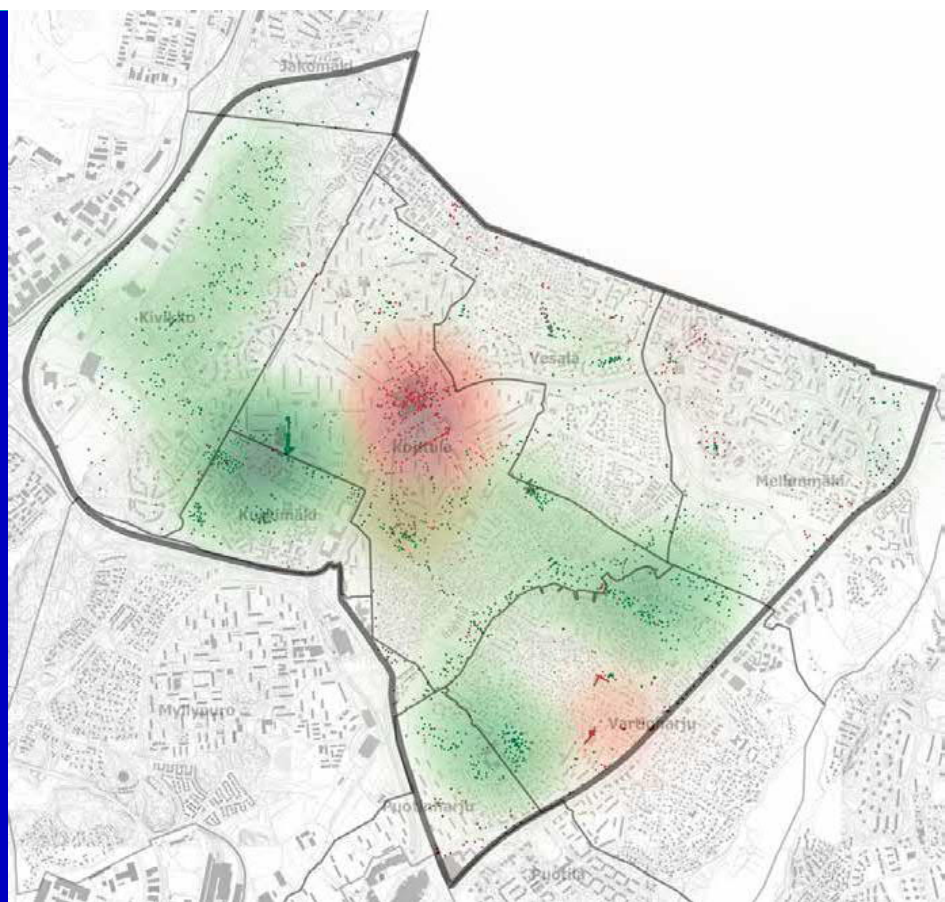 Jakomäki
Kivikko
Vesala
Kontula
Mellunmäki
Kurkimäki
Myllypuro
Vartioharju
Puotinharju
Puotila